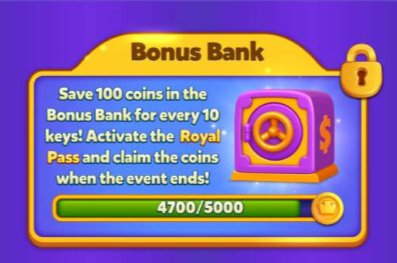 Bonus Bank
Save 100 coins in the
Bonus Bank for every 10
keys! Activate the Royal
Pass and claim the coins
when the event ends!
$
4700/5000